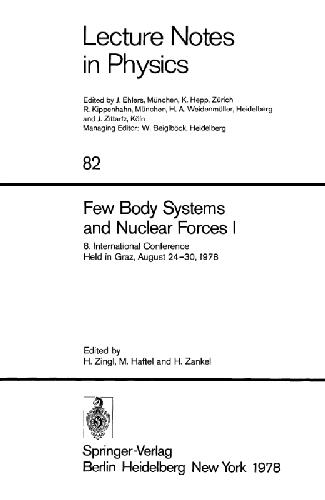 Lecture Notes
in Physics
Edited by J. Ehlers, München, K. Hepp, Zürich
R. Kippenhahn, München, H. A. Weidenmüller, Heidelberg
and J. Zittartz, Köln
Managing Editor: W. Beiglböck, Heidelberg
82
Few Body Systems
and Nuclear Forces I
8. International Conference
Held in Graz, August 24–30, 1978
Edited by
H. Zingl, M. Haftel and H. Zankel
Springer-Verlag
Berlin Heidelberg New York 1978